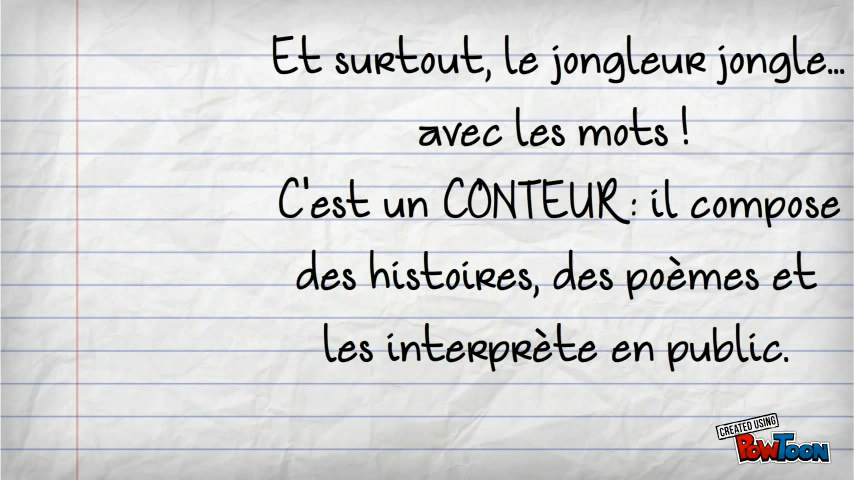 Et surtout, le jongleur jongle...
avec les mots !
C'est un CONTEUR : il compose
des histoires, des poèmes et
les interprète en public.
CREATED USING
POWTOON